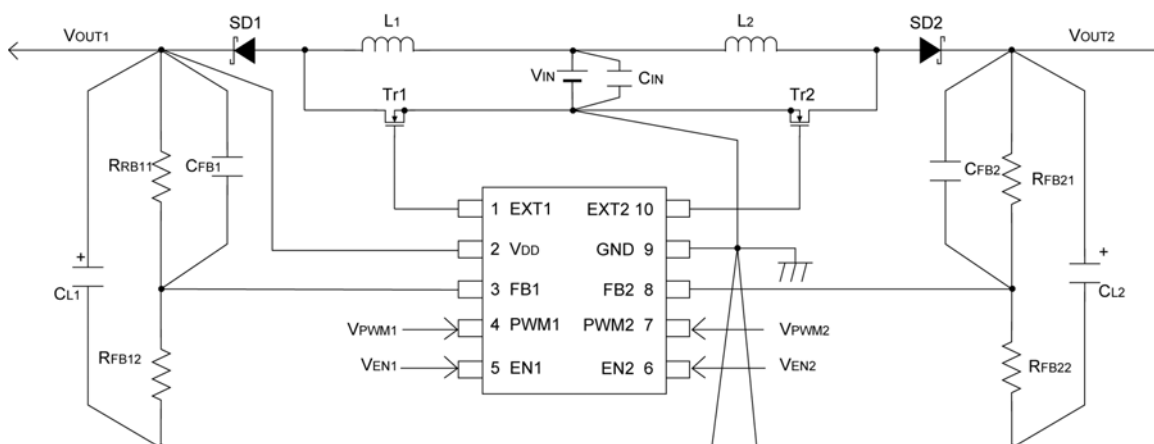 SD1 L1 L2 SD2
VOUT1 VOUT2
VIN CIN
Tr1 Tr2
RRB11 CFB1 CFB2 RFB21
1 EXT1 EXT2 10
2 VDD GND 9
+ +
CL1 3 FB1 FB2 8 CL2
VPWM1 4 PWM1 PWM2 7 VPWM2
RFB12 RFB22
VEN1 5 EN1 EN2 6 VEN2